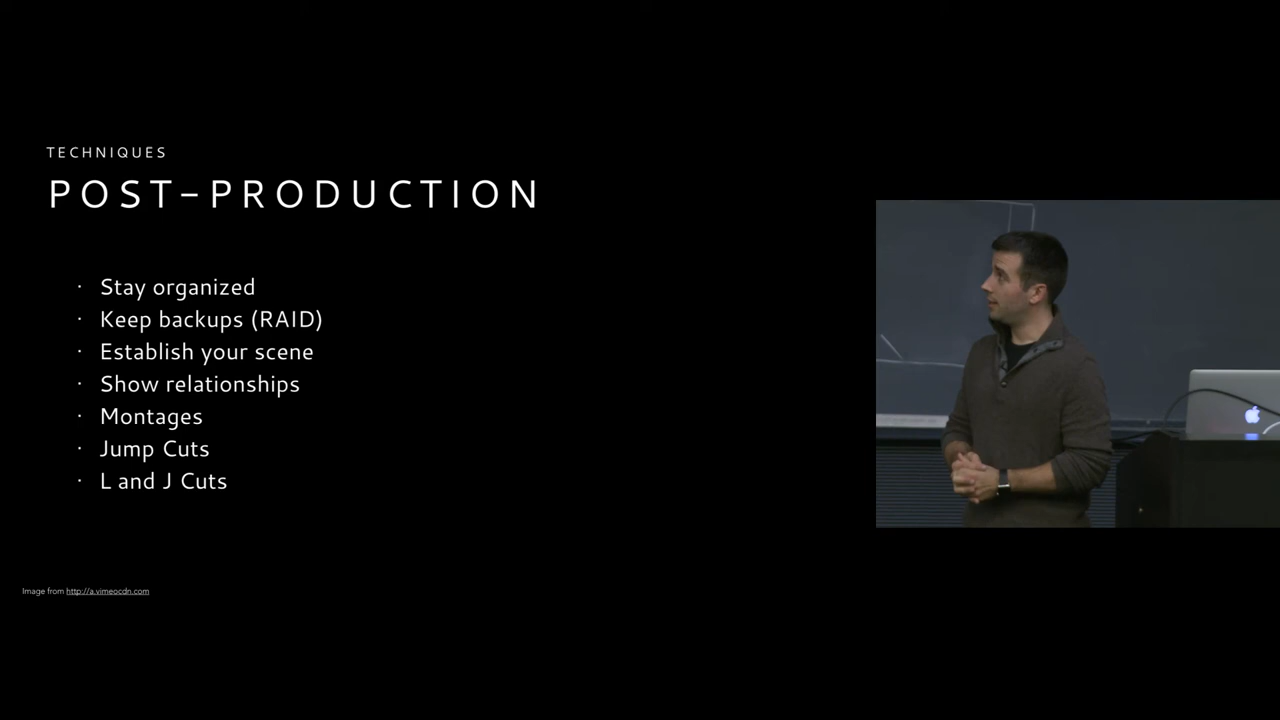 TECHNIQUES
POST-PRODUCTION
· Stay organized
· Keep backups (RAID)
· Establish your scene
· Show relationships
· Montages
· Jump Cuts
· L and J Cuts
Image from http://a.vimeocdn.com